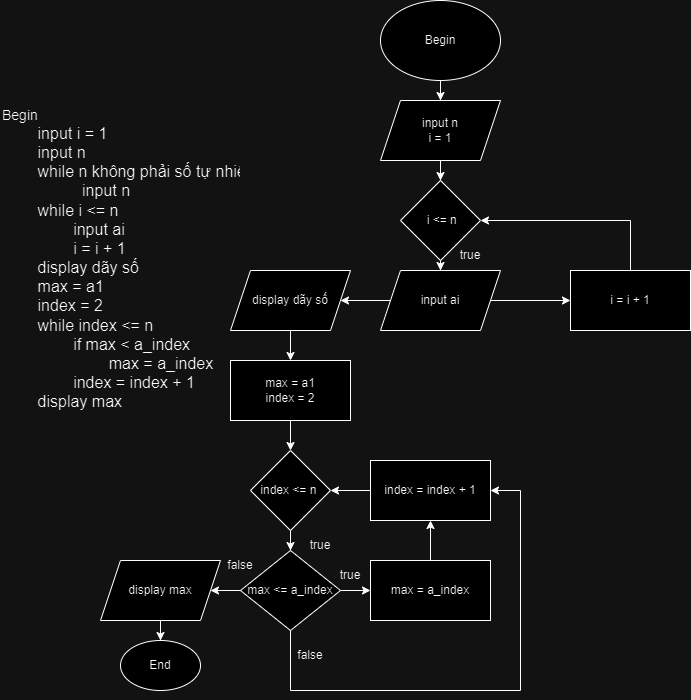 Begin
input i = 1
input n
while n không phải số tự
input n
while i <= n
input ai
i = i + 1
display dãy số
max = a1
index = 2
while index <= n
if max < a_index
max = a_index
index = index + 1
display max
Begin
input n
i = 1
i <= n
true
display dãy số
input ai
i = i + 1
max = a1
index = 2
index <= n
index = index + 1
true
false
true
display max
max <= a_index
max = a_index
false
End